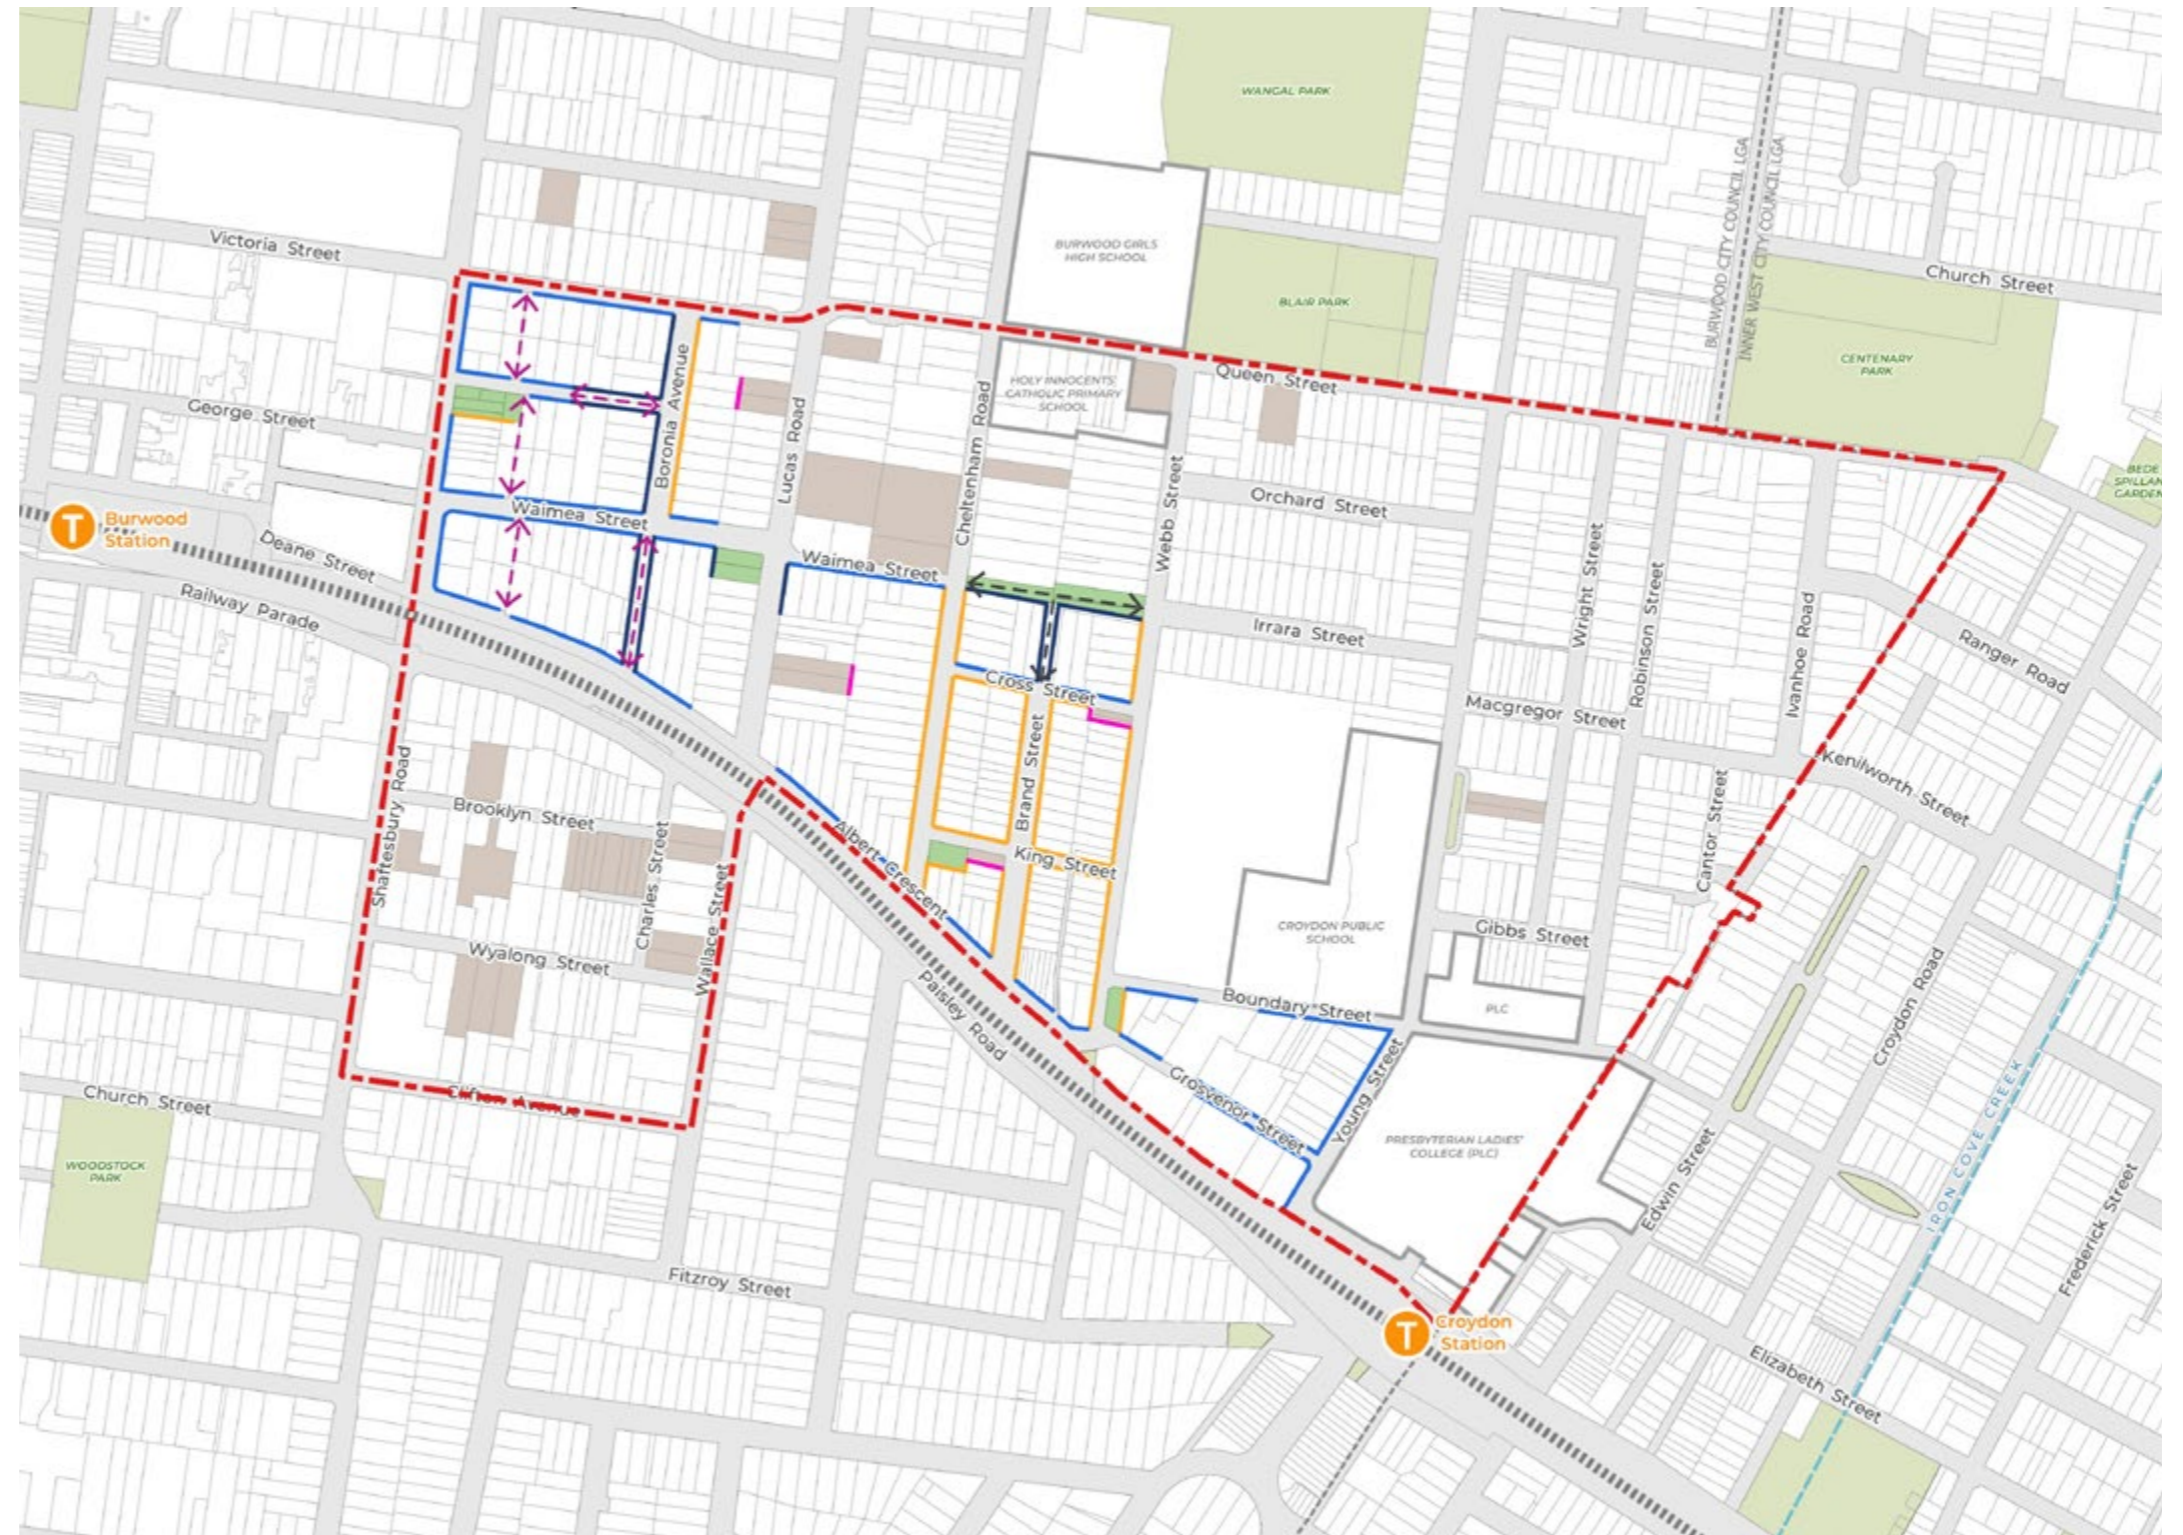 WANGAL PARK
BURWOOD CITY COUNCIL LGA
INNER WEST CITY COUNCIL LGA
Victoria Street
BURWOOD GIRLS
HIGH SCHOOL
Church Street
BLAIR PARK
CENTENARY
PARK
Queen Street
HOLY INNOCENTS'
CATHOLIC PRIMARY
SCHOOL
George Street
Boronia Avenue
Lucas Road
Cheltenham Road
Webb Street
BEDE
SPILLAN
GARDEN
Orchard Street
T
Burwood
Station
Waimea Street
Deane Street
Railway Parade
Waimea Street
Wright Street
Robinson Street
Ivanhoe Road
Irrara Street
Ranger Road
Cross Street
Macgregor Street
Brand Street
Kenilworth Street
Shaftesbury Road
Brooklyn Street
Charles Street
Wallace Street
Albert Crescent
King Street
Cantor Street
CROYDON PUBLIC
SCHOOL
Gibbs Street
Wyalong Street
Paisley Road
Boundary Street
PLC
Croydon Road
Church Street
Clifton Avenue
Grosvenor Street
Young Street
PRESBYTERIAN LADIES'
COLLEGE (PLC)
WOODSTOCK
PARK
Edwin Street
IRON COVE CREEK
Frederick Street
Fitzroy Street
T
Croydon
Station
Elizabeth Street